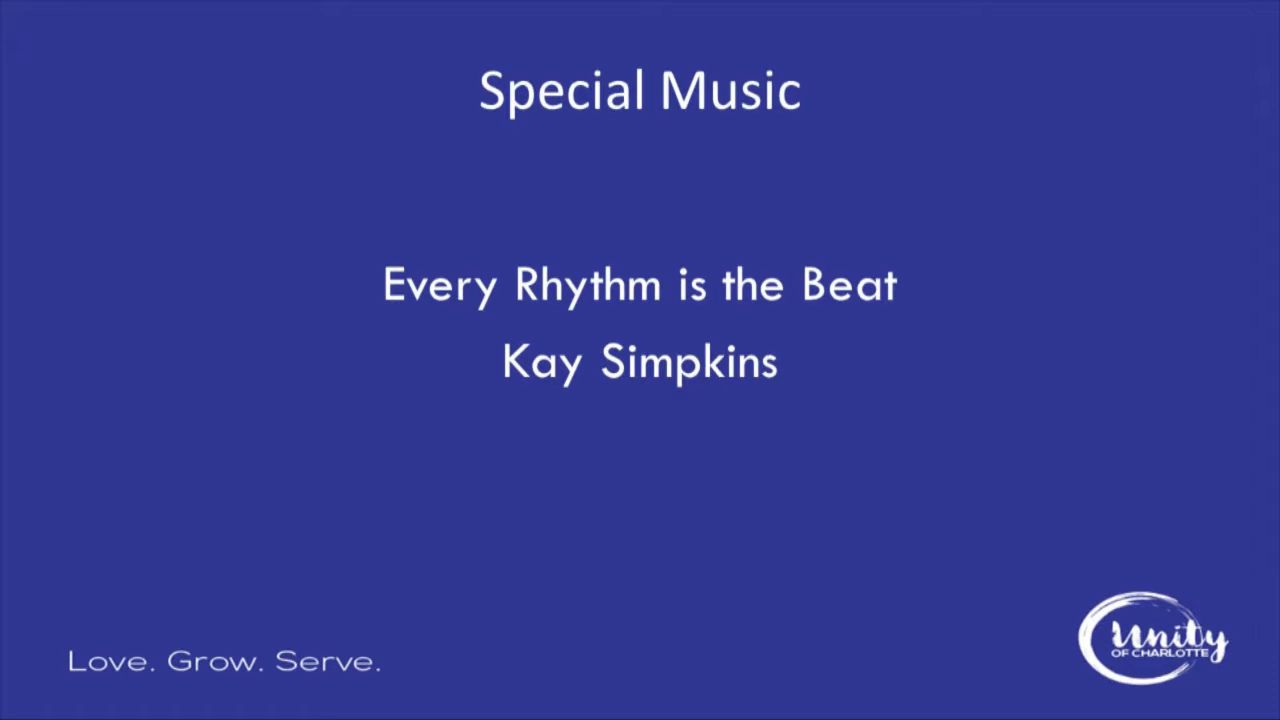 Special Music
Every Rhythm is the Beat
Kay Simpkins
Love. Grow. Serve.
Unity
OF CHARLOTTE